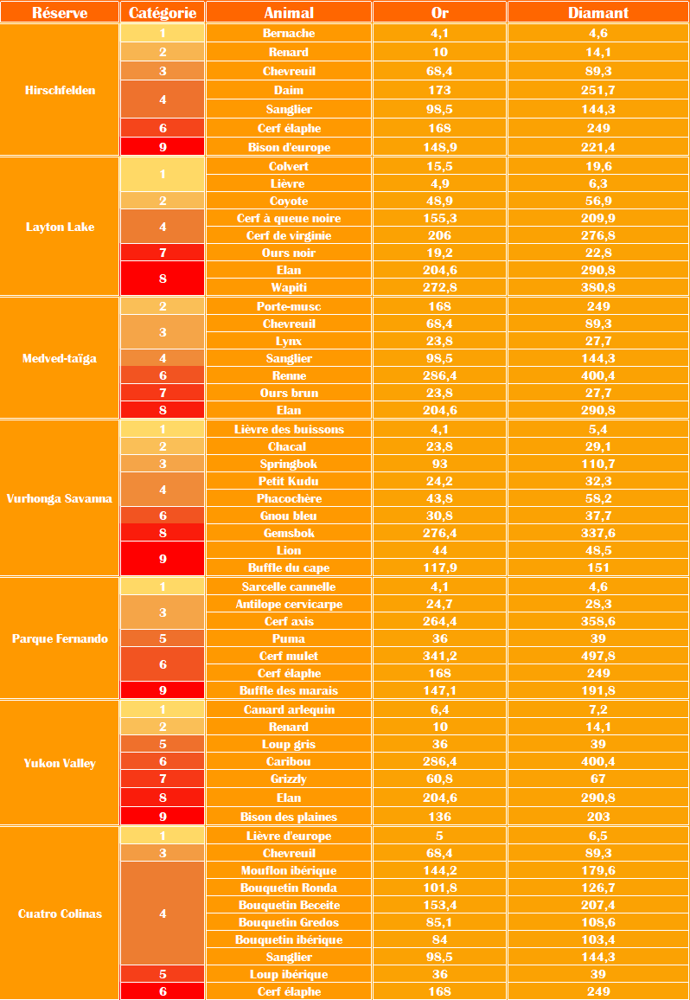 Réserve Catégorie Animal Or Diamant
Hirschfelden
1 Bernache 4,1 4,6
2 Renard 10 14,1
3 Chevreuil 68,4 89,3
4 Daim 173 251,7
Sanglier 98,5 144,3
6 Cerf élaphe 168 249
9 Bison d'europe 148,9 221,4
Layton Lake
1 Colvert 15,5 19,6
Lièvre 4,9 6,3
2 Coyote 48,9 56,9
4 Cerf à queue noire 155,3 209,9
Cerf de virginie 206 276,8
7 Ours noir 19,2 22,8
8 Elan 204,6 290,8
Wapiti 272,8 380,8
Medved-taïga
2 Porte-musc 168 249
3 Chevreuil 68,4 89,3
Lynx 23,8 27,7
4 Sanglier 98,5 144,3
6 Renne 286,4 400,4
7 Ours brun 23,8 27,7
8 Elan 204,6 290,8
Vurhonga Savanna
1 Lièvre des buissons 4,1 5,4
2 Chacal 23,8 29,1
3 Springbok 93 110,7
4 Petit Kudu 24,2 32,3
Phacochère 43,8 58,2
6 Gnou bleu 30,8 37,7
8 Gemsbok 276,4 337,6
9 Lion 44 48,5
Buffle du cape 117,9 151
Parque Fernando
1 Sarcelle cannelle 4,1 4,6
3 Antilope cervicarpe 24,7 28,3
Cerf axis 264,4 358,6
5 Puma 36 39
6 Cerf mulet 341,2 497,8
Cerf élaphe 168 249
9 Buffle des marais 147,1 191,8
Yukon Valley
1 Canard arlequin 6,4 7,2
2 Renard 10 14,1
5 Loup gris 36 39
6 Caribou 286,4 400,4
7 Grizzly 60,8 67
8 Elan 204,6 290,8
9 Bison des plaines 136 203
Cuatro Colinas
1 Lièvre d'europe 5 6,5
3 Chevreuil 68,4 89,3
4 Mouflon ibérique 144,2 179,6
Bouquetin Ronda 101,8 126,7
Bouquetin Beceite 153,4 207,4
Bouquetin Gredos 85,1 108,6
Bouquetin ibérique 84 103,4
Sanglier 98,5 144,3
5 Loup ibérique 36 39
6 Cerf élaphe 168 249